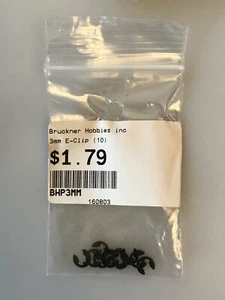 Bruckner Hobbies Inc
3mm E-Clip (10)
$1.79
BHP3MM
160803